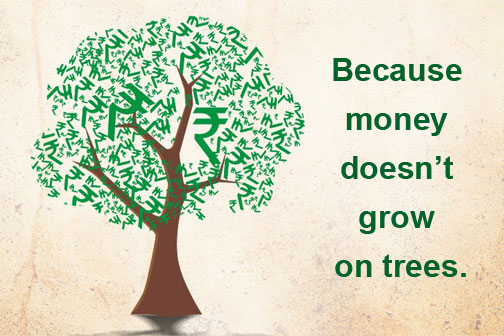 Because
money
doesn’t
grow
on trees.